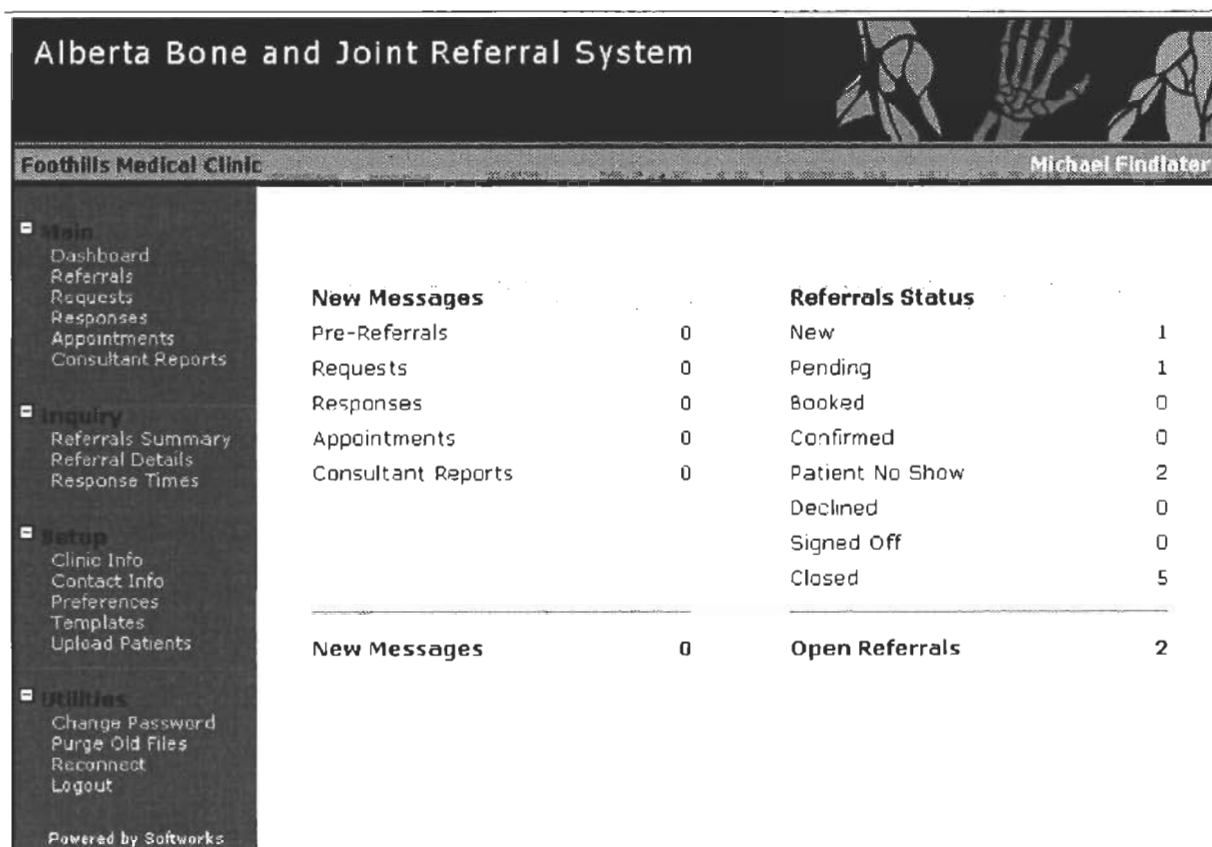 Alberta Bone and Joint Referral System
Foothills Medical Clinic
Michael Findlater
Main
Dashboard
Referrals
Requests
Responses
Appointments
Consultant Reports
Inquiry
Referrals Summary
Referral Details
Response Times
Setup
Clinic Info
Contact Info
Preferences
Templates
Upload Patients
Utilities
Change Password
Purge Old Files
Reconnect
Logout
Powered by Softworks
New Messages
Pre-Referrals 0
Requests 0
Responses 0
Appointments 0
Consultant Reports 0
New Messages 0
Referrals Status
New 1
Pending 1
Booked 0
Confirmed 0
Patient No Show 2
Declined 0
Signed Off 0
Closed 5
Open Referrals 2